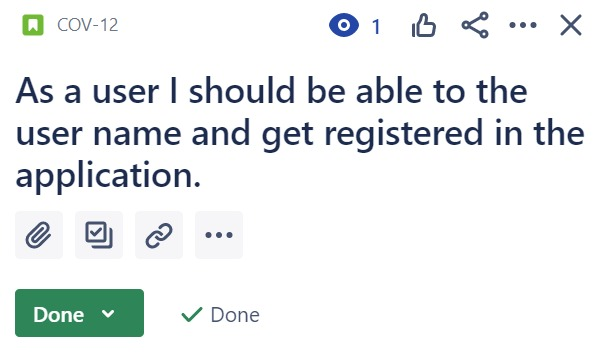 COV-12
1
As a user I should be able to the
user name and get registered in the
application.
Done
Done